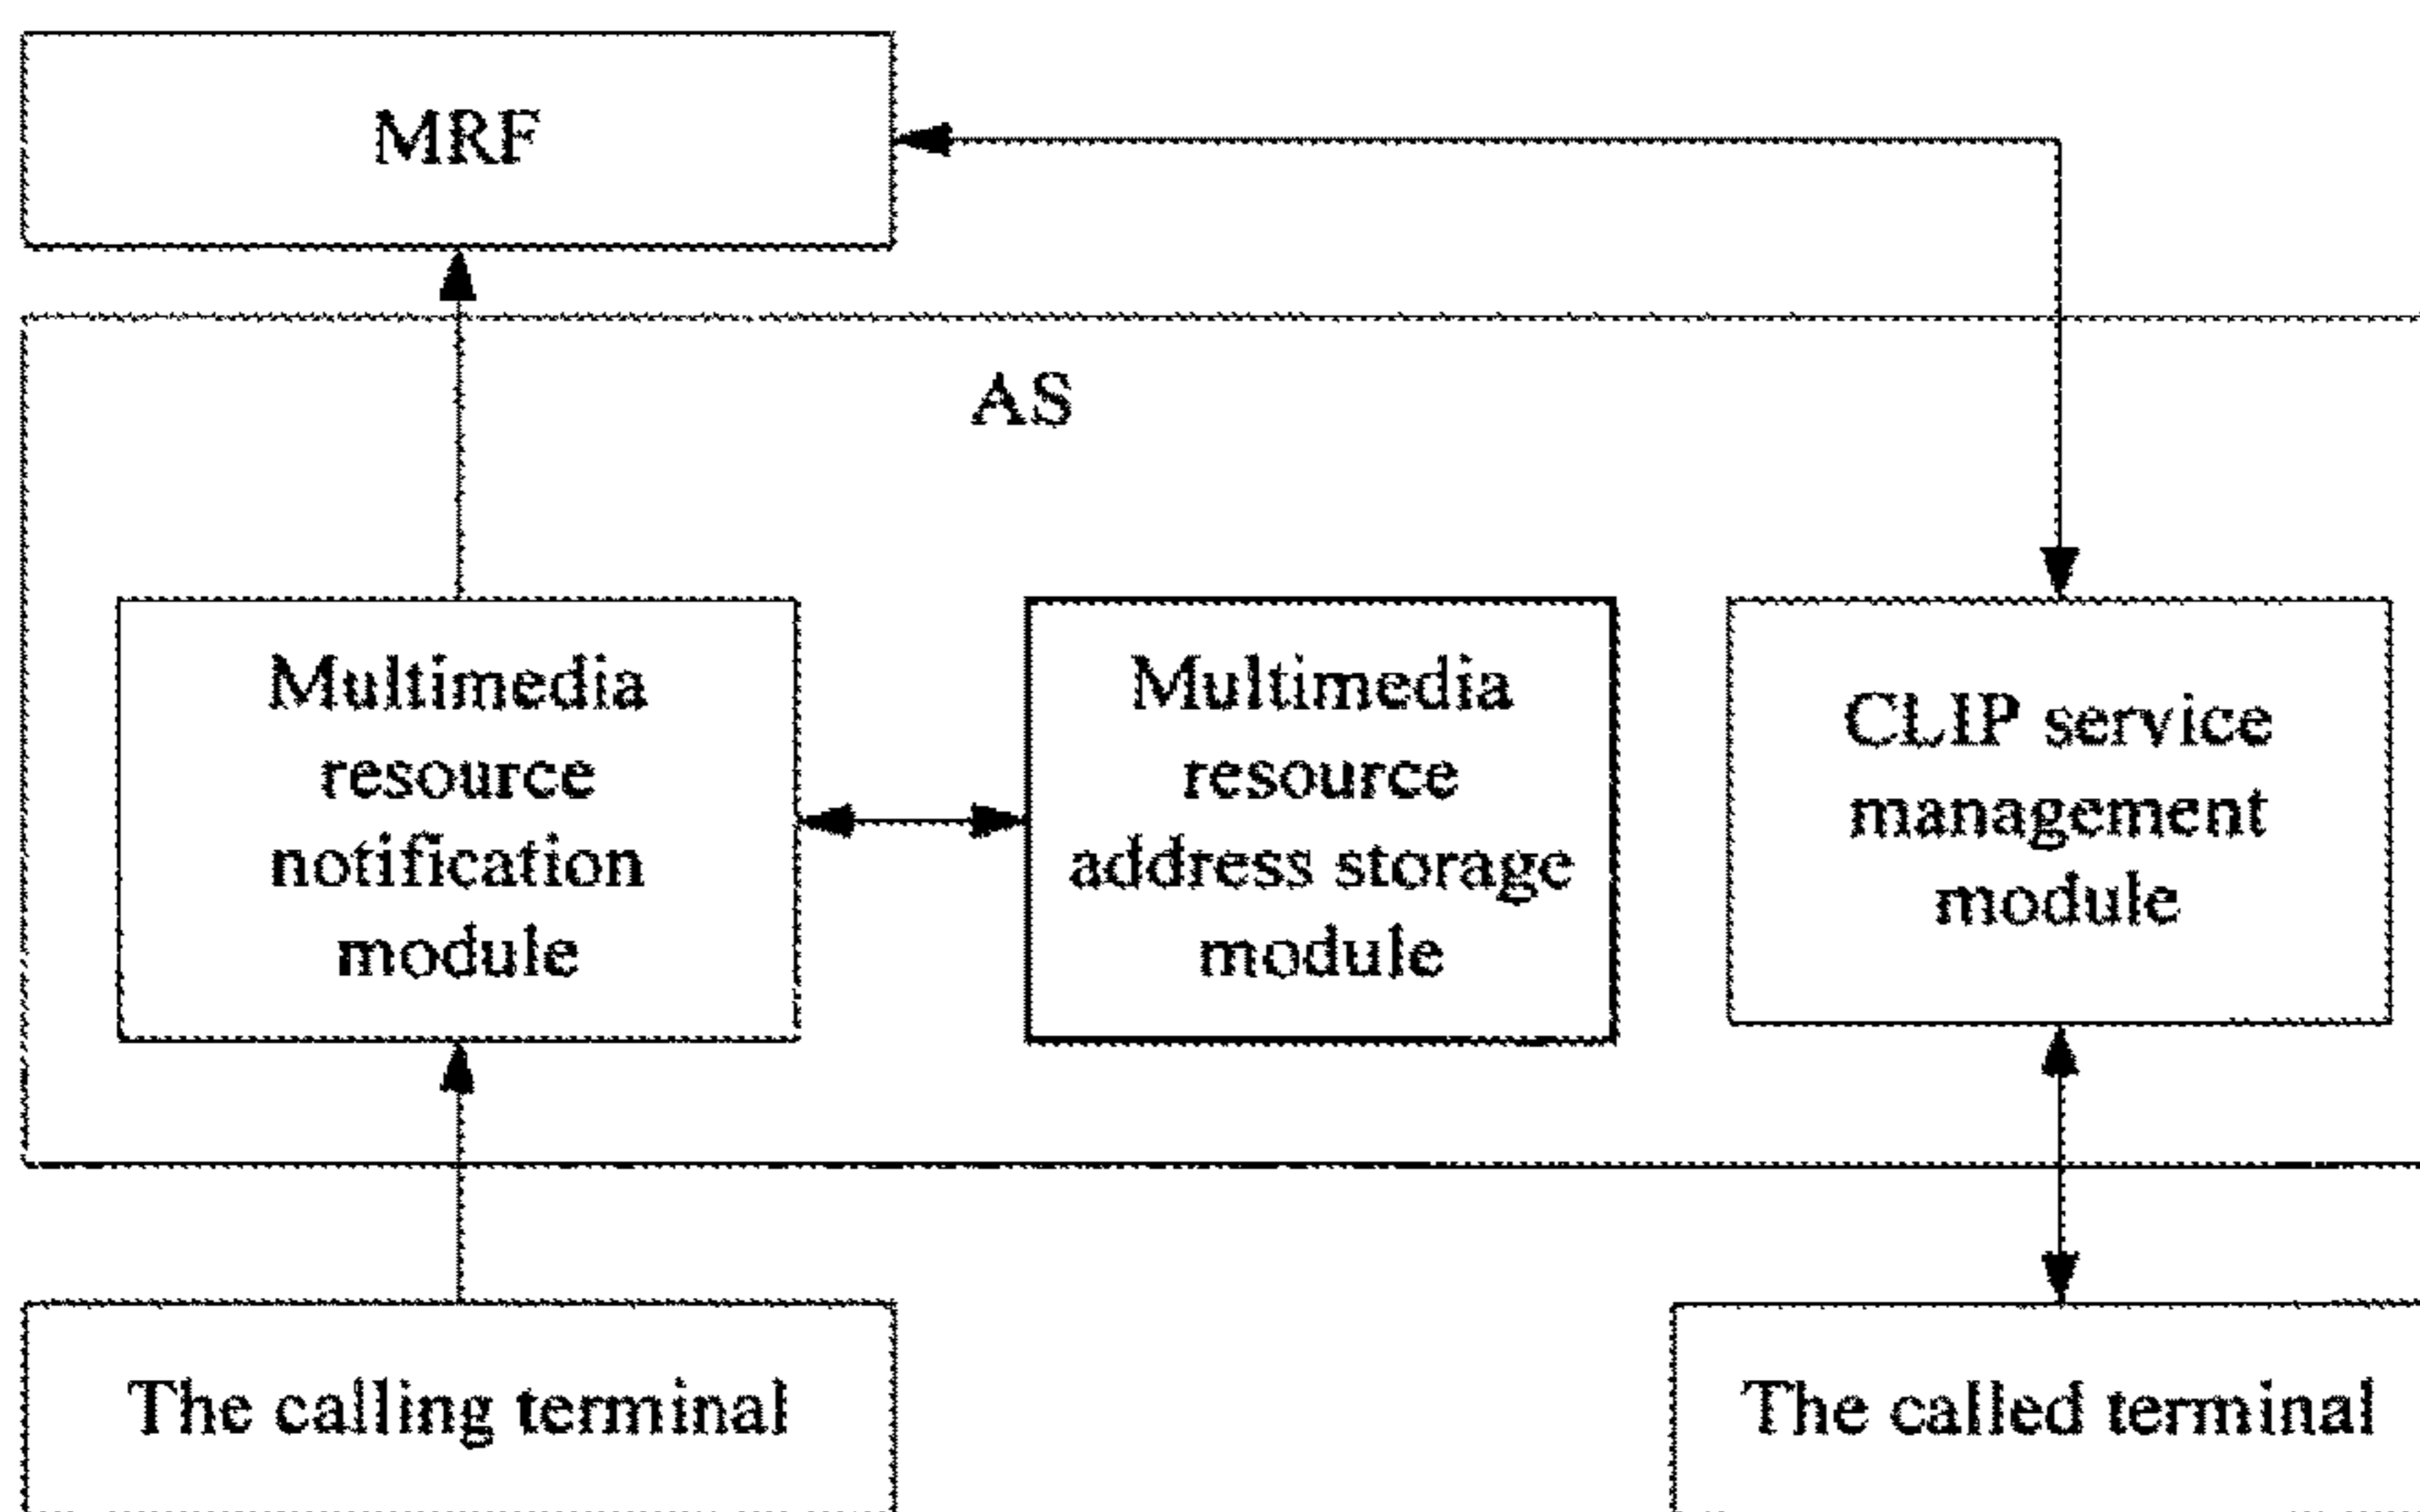 MRF
AS
Multimedia
resource
notification
module
Multimedia
resource
address storage
module
CLIP service
management
module
The calling terminal
The called terminal